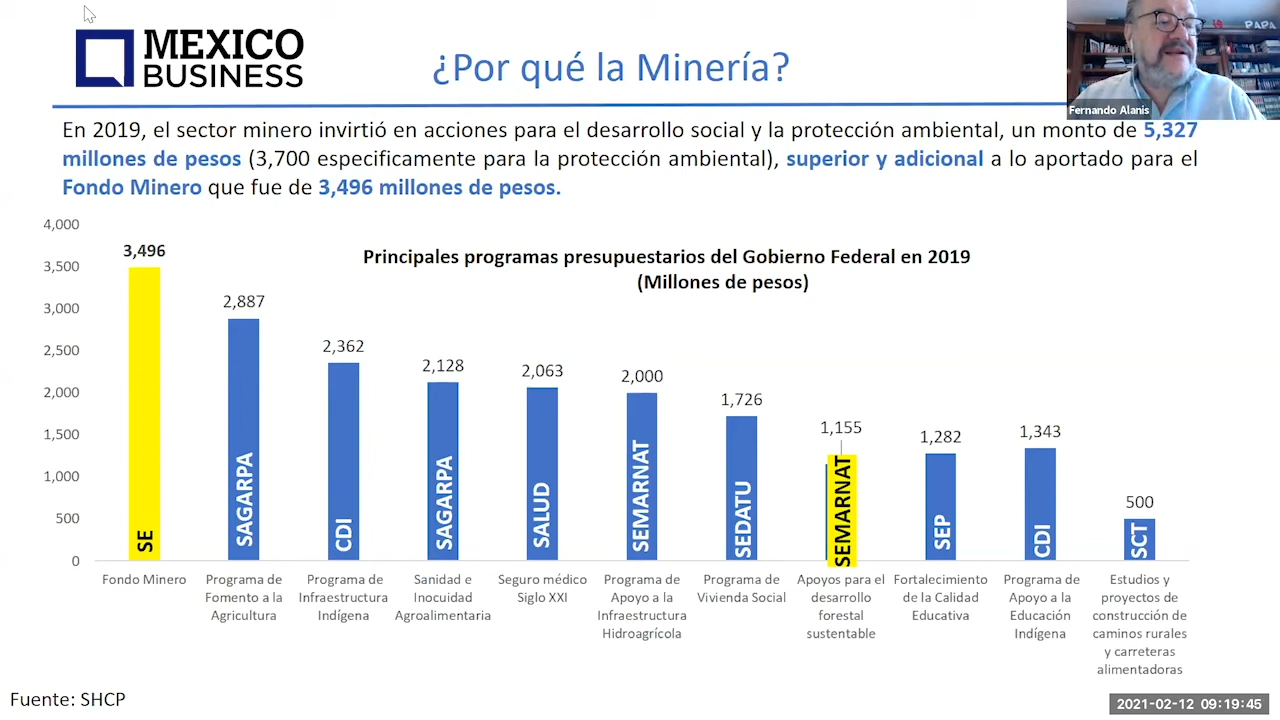 MEXICO
BUSINESS
¿Por qué la Minería?
PAPA
Fernando Alanis
En 2019, el sector minero invirtió en acciones para el desarrollo social y la protección ambiental, un monto de 5,327
millones de pesos (3,700 especificamente para la protección ambiental), superior y adicional a lo aportado para el
Fondo Minero que fue de 3,496 millones de pesos.
Principales programas presupuestarios del Gobierno Federal en 2019
(Millones de pesos)
4,000
3,500
3,000
2,500
2,000
1,500
1,000
500
0
3,496
2,887
2,362
2,128
2,063
2,000
1,726
1,155
1,282
1,343
500
SE
SAGARPA
CDI
SAGARPA
SALUD
SEMARNAT
SEDATU
SEMARNAT
SEP
CDI
SCT
Fondo Minero
Programa de
Fomento a la
Agricultura
Programa de
Infraestructura
Indígena
Sanidad e
Inocuidad
Agroalimentaria
Seguro médico
Siglo XXI
Programa de
Apoyo a la
Infraestructura
Hidroagrícola
Programa de
Vivienda Social
Apoyos para el
desarrollo
forestal
sustentable
Fortalecimiento
de la Calidad
Educativa
Programa de
Apoyo a la
Educación
Indígena
Estudios y
proyectos de
construcción de
caminos rurales
y carreteras
alimentadoras
Fuente: SHCP
2021-02-12 09:19:45